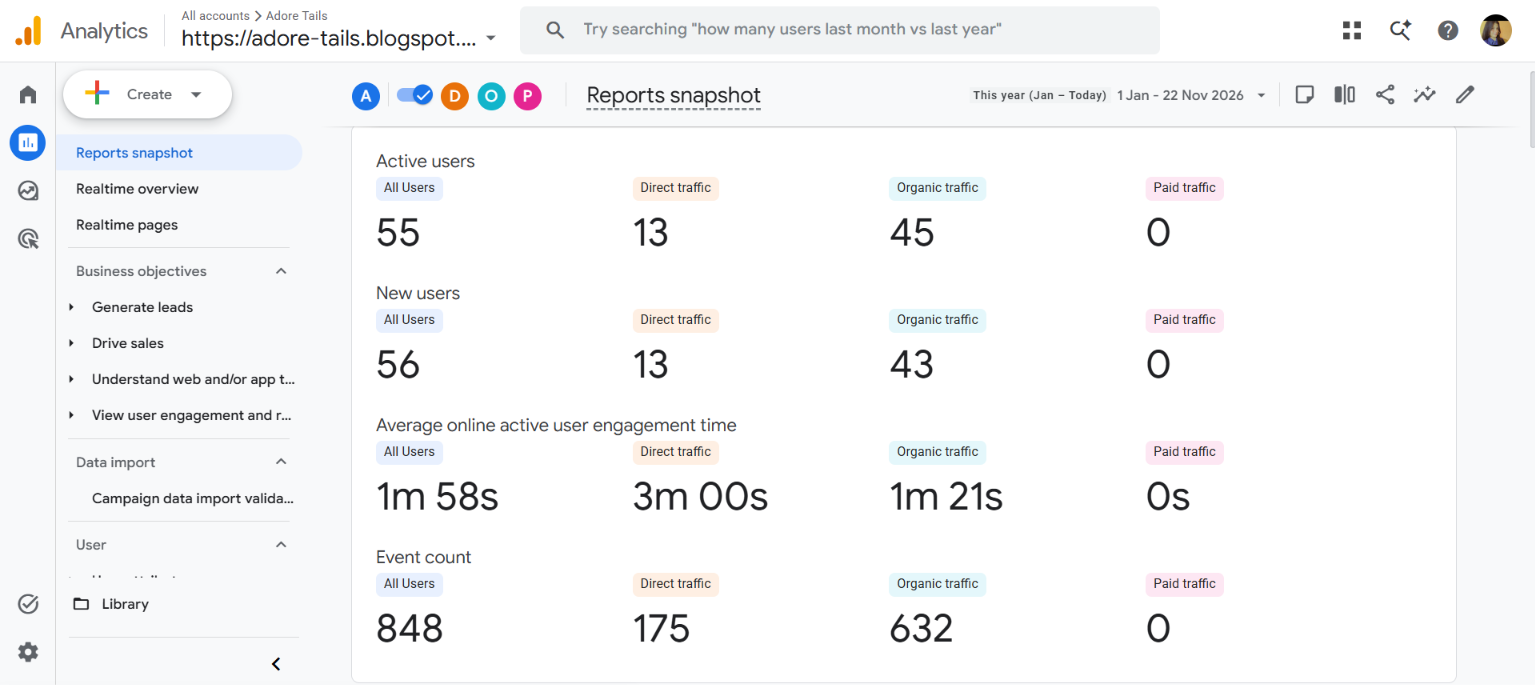 Analytics
All accounts > Adore Tails
https://adore-tails.blogspot....
Try searching "how many users last month vs last year"
Create
A
D
O
P
Reports snapshot
This year (Jan – Today) 1 Jan - 22 Nov 2026
Reports snapshot
Realtime overview
Realtime pages
Business objectives
Generate leads
Drive sales
Understand web and/or app t...
View user engagement and r...
Data import
Campaign data import valida...
User
Library
Active users
All Users Direct traffic Organic traffic Paid traffic
55 13 45 0
New users
All Users Direct traffic Organic traffic Paid traffic
56 13 43 0
Average online active user engagement time
All Users Direct traffic Organic traffic Paid traffic
1m 58s 3m 00s 1m 21s 0s
Event count
All Users Direct traffic Organic traffic Paid traffic
848 175 632 0